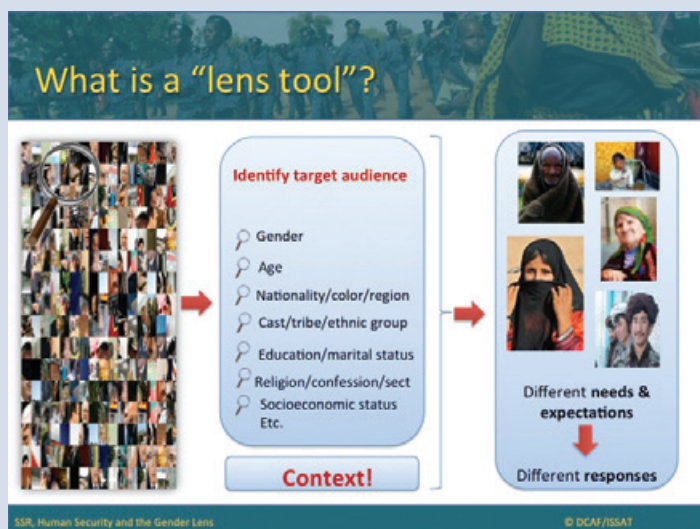 What is a “lens tool”?
Identify target audience
Gender
Age
Nationality/color/region
Cast/tribe/ethnic group
Education/marital status
Religion/confession/sect
Socioeconomic status
Etc.
Context!
Different needs &
expectations
Different responses
SSR, Human Security and the Gender Lens
© DCAF/ISSAT